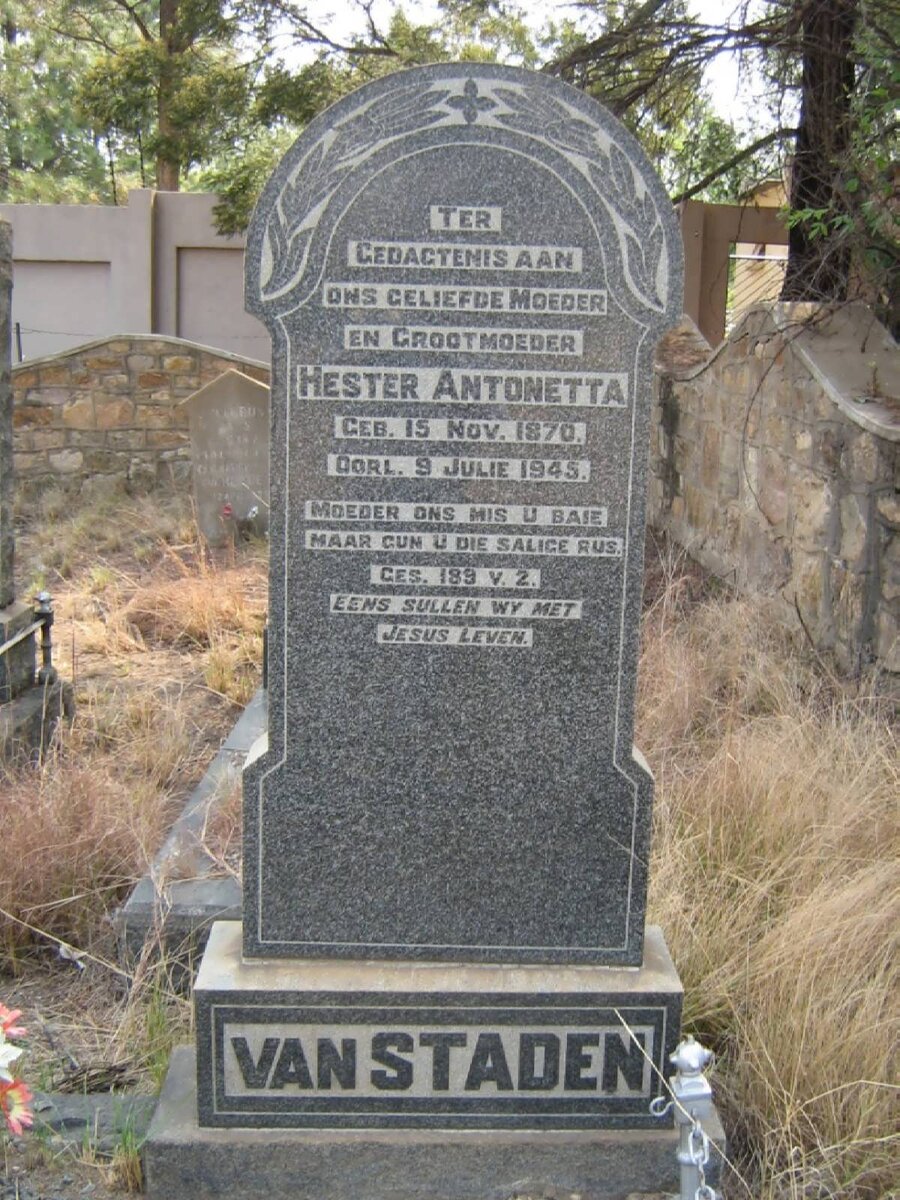 TER
GEDACTENIS AAN
ONS GELIEFDE MOEDER
EN GROOTMOEDER
HESTER ANTONETTA
GEB. 15 NOV. 1870.
OORL. 9 JULIE 1945.
MOEDER ONS MIS U BAIE
MAAR GUN U DIE SALIGE RUS.
GES. 189 V. 2.
EENS SULLEN WY MET
JESUS LEVEN.
VAN STADEN